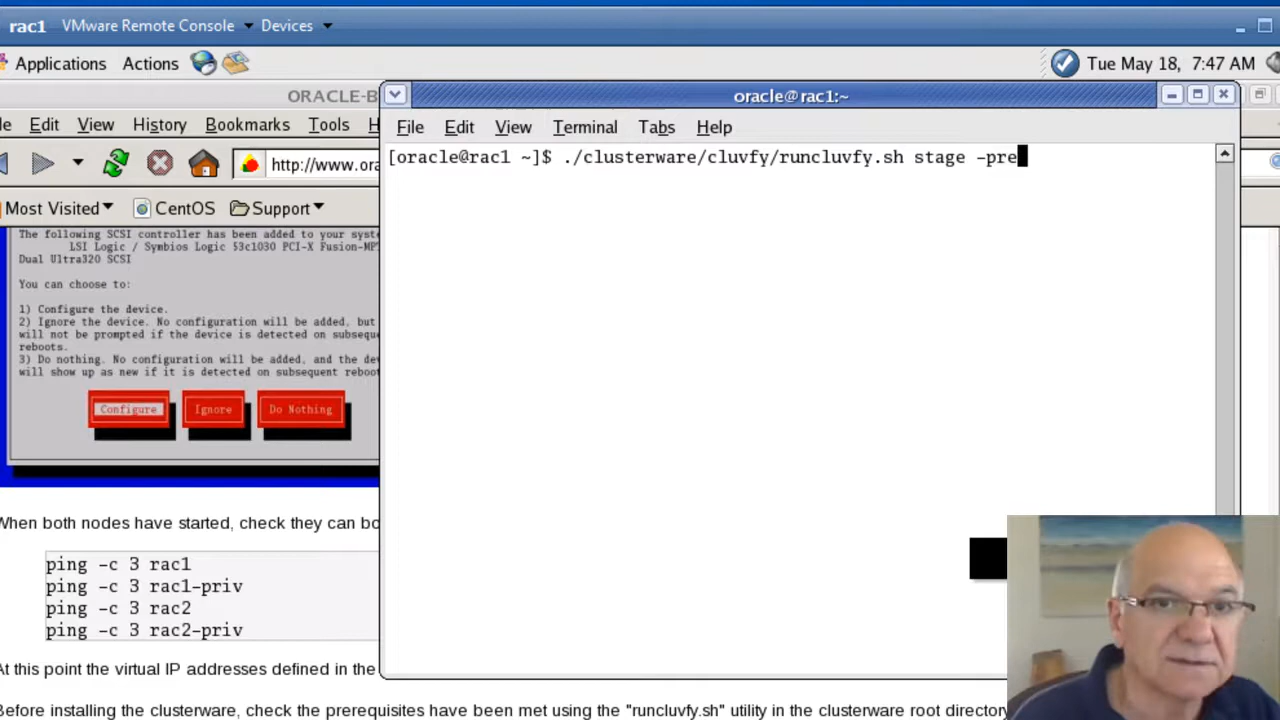 rac1 VMware Remote Console Devices
Applications Actions Tue May 18, 7:47 AM
ORACLE-B
oracle@rac1:~
le Edit View History Bookmarks Tools H
File Edit View Terminal Tabs Help
http://www.ora
[oracle@rac1 ~]$ ./clusterware/cluvfy/runcluvfy.sh stage -pre
Most Visited CentOS Support
The following SCSI controller has been added to your syste
LSI Logic / Symbios Logic 53c1030 PCI-X Fusion-MPT
Dual Ultra320 SCSI
You can choose to:
1) Configure the device.
2) Ignore the device. No configuration will be added, but
will not be prompted if the device is detected on subseque
reboots.
3) Do nothing. No configuration will be added, and the dev
will show up as new if it is detected on subsequent reboot
Configure Ignore Do Nothing
When both nodes have started, check they can bo
ping -c 3 rac1
ping -c 3 rac1-priv
ping -c 3 rac2
ping -c 3 rac2-priv
At this point the virtual IP addresses defined in the
Before installing the clusterware, check the prerequisites have been met using the "runcluvfy.sh" utility in the clusterware root directory